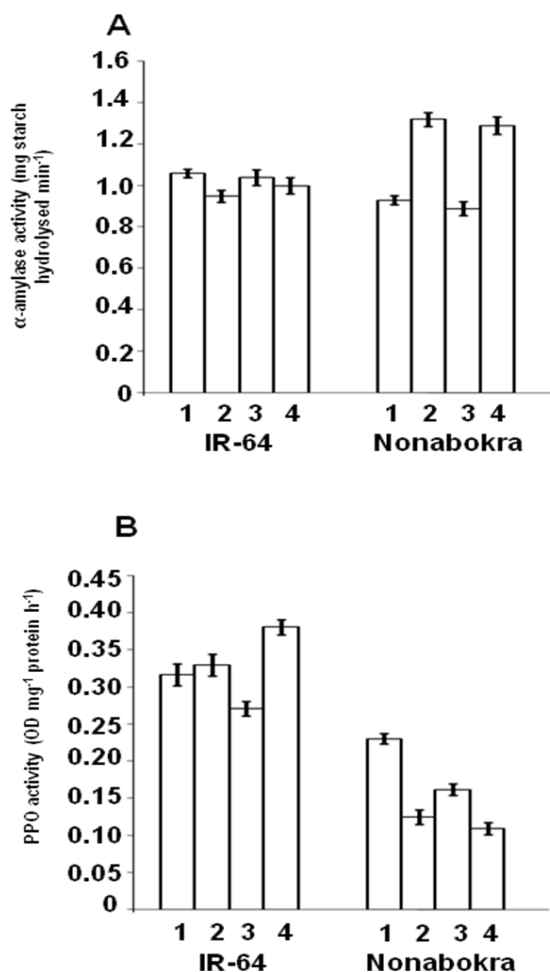 A
α-amylase activity (mg starch
hydrolysed min-1)
1.6
1.4
1.2
1.0
0.8
0.6
0.4
0.2
0
1 2 3 4 1 2 3 4
IR-64 Nonabokra
B
PPO activity (OD mg-1 protein h-1)
0.45
0.40
0.35
0.30
0.25
0.20
0.15
0.10
0.05
0
1 2 3 4 1 2 3 4
IR-64 Nonabokra